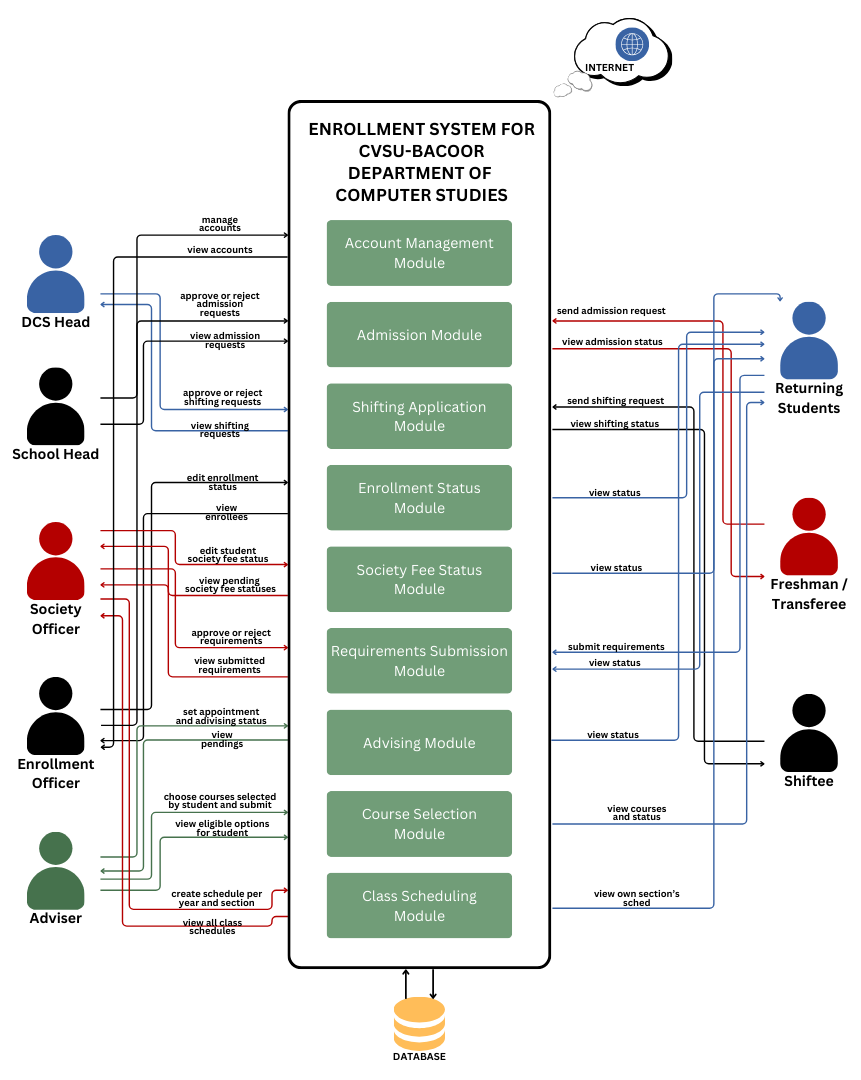 INTERNET
ENROLLMENT SYSTEM FOR
CVSU-BACOOR
DEPARTMENT OF
COMPUTER STUDIES
manage
accounts
view accounts
Account Management
Module
approve or reject
admission
requests
view admission
requests
Admission Module
send admission request
view admission status
DCS Head
approve or reject
shifting requests
view shifting
requests
Shifting Application
Module
send shifting request
view shifting status
Returning
Students
School Head
edit enrollment
status
view
enrollees
Enrollment Status
Module
view status
edit student
society fee status
view pending
society fee statuses
Society Fee Status
Module
view status
Freshman /
Transferee
Society
Officer
approve or reject
requirements
view submitted
requirements
Requirements Submission
Module
submit requirements
view status
set appointment
and advising status
view
pendings
Advising Module
view status
Enrollment
Officer
Shiftee
choose courses selected
by student and submit
view eligible options
for student
Course Selection
Module
view courses
and status
Adviser
create schedule per
year and section
view all class
schedules
Class Scheduling
Module
view own section's
sched
DATABASE